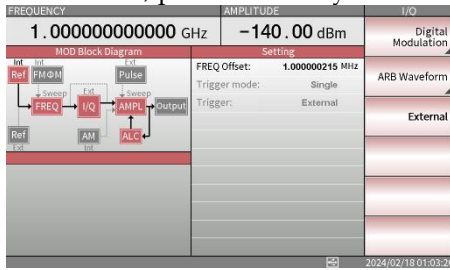 FREQUENCY
AMPLITUDE
I/O
1.000000000000 GHz
-140.00 dBm
Digital
Modulation
MOD Block Diagram
Setting
Int
Int
Ext
Ref
FMΦM
Pulse
Sweep
Ext
Sweep
FREQ
I/Q
AMPL
Output
Ref
AM
ALC
Ext
Int
FREQ Offset:
1.000000215 MHz
Trigger mode:
Single
Trigger:
External
ARB Waveform
External
2024/02/18 01:03:20